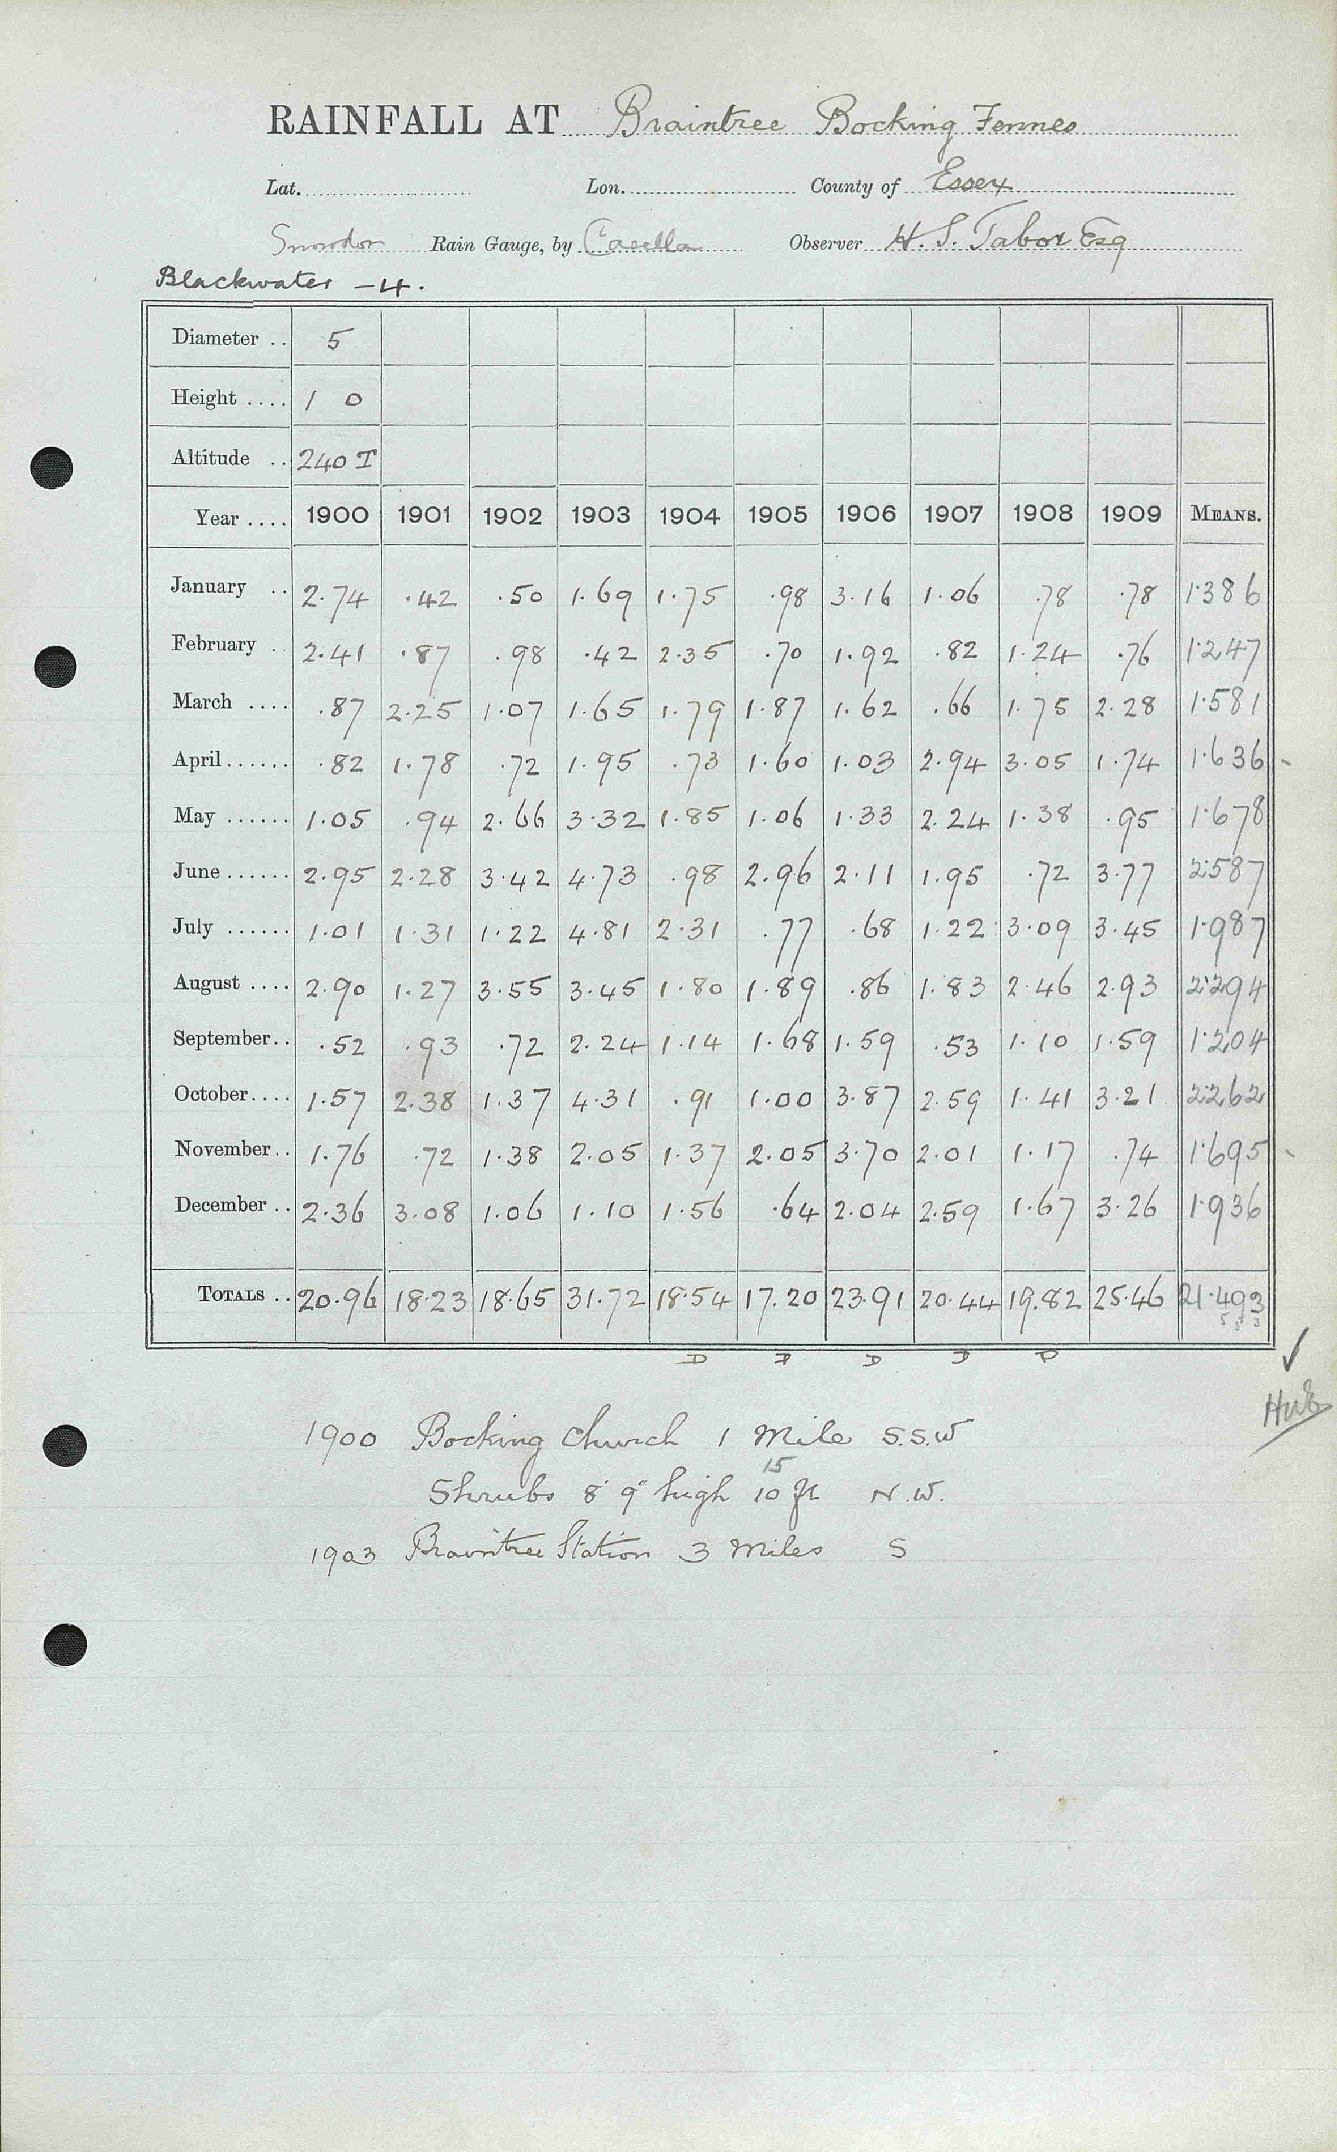 RAINFALL AT Braintree Bocking Fennes
Lat. Lon. County of Essex
Snowdon Rain Gauge, by Casella Observer H. S. Tabor Esq
Blackwater -4.
Diameter .. 5
Height .... 1 0
Altitude .. 240 T
Year .... 1900 1901 1902 1903 1904 1905 1906 1907 1908 1909 MEANS.
January .. 2.74 .42 .50 1.69 1.75 .98 3.16 1.06 .78 .78 1.386
February .. 2.41 .87 .98 .42 2.35 .70 1.92 .82 1.24 .76 1.247
March .... .87 2.25 1.07 1.65 1.79 1.87 1.62 .66 1.75 2.28 1.581
April...... .82 1.78 .72 1.95 .73 1.60 1.03 2.94 3.05 1.74 1.636 -
May ...... 1.05 .94 2.66 3.32 1.85 1.06 1.33 2.24 1.38 .95 1.678
June ...... 2.95 2.28 3.42 4.73 .98 2.96 2.11 1.95 .72 3.77 2.587
July ...... 1.01 1.31 1.22 4.81 2.31 .77 .68 1.22 3.09 3.45 1.987
August .... 2.90 1.27 3.55 3.45 1.80 1.89 .86 1.83 2.46 2.93 2.294
September.. .52 .93 .72 2.24 1.14 1.68 1.59 .53 1.10 1.59 1.204
October.... 1.57 2.38 1.37 4.31 .91 1.00 3.87 2.59 1.41 3.21 2.262
November.. 1.76 .72 1.38 2.05 1.37 2.05 3.70 2.01 1.17 .74 1.695 -
December .. 2.36 3.08 1.06 1.10 1.56 .64 2.04 2.59 1.67 3.26 1.936
TOTALS .. 20.96 18.23 18.65 31.72 18.54 17.20 23.91 20.44 19.82 25.46 21.493
D D D D D
1900 Bocking Church 1 Mile S.S.W
15
Shrubs 8' 9" high 10 ft N.W.
1903 Braintree Station 3 Miles S